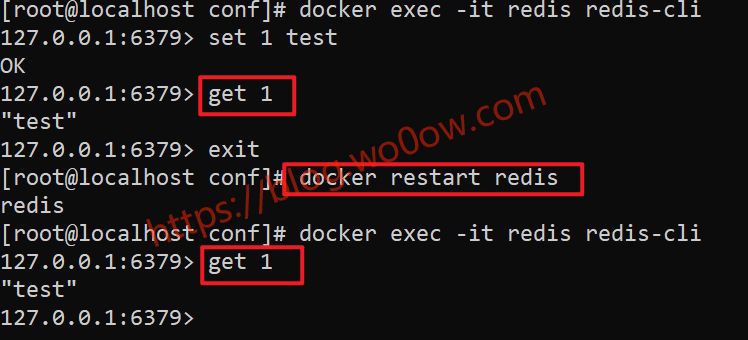 [root@localhost conf]# docker exec -it redis redis-cli
127.0.0.1:6379> set 1 test
OK
127.0.0.1:6379> get 1
"test"
127.0.0.1:6379> exit
[root@localhost conf]# docker restart redis
redis
[root@localhost conf]# docker exec -it redis redis-cli
127.0.0.1:6379> get 1
"test"
127.0.0.1:6379>
https://blog.wo0ow.com